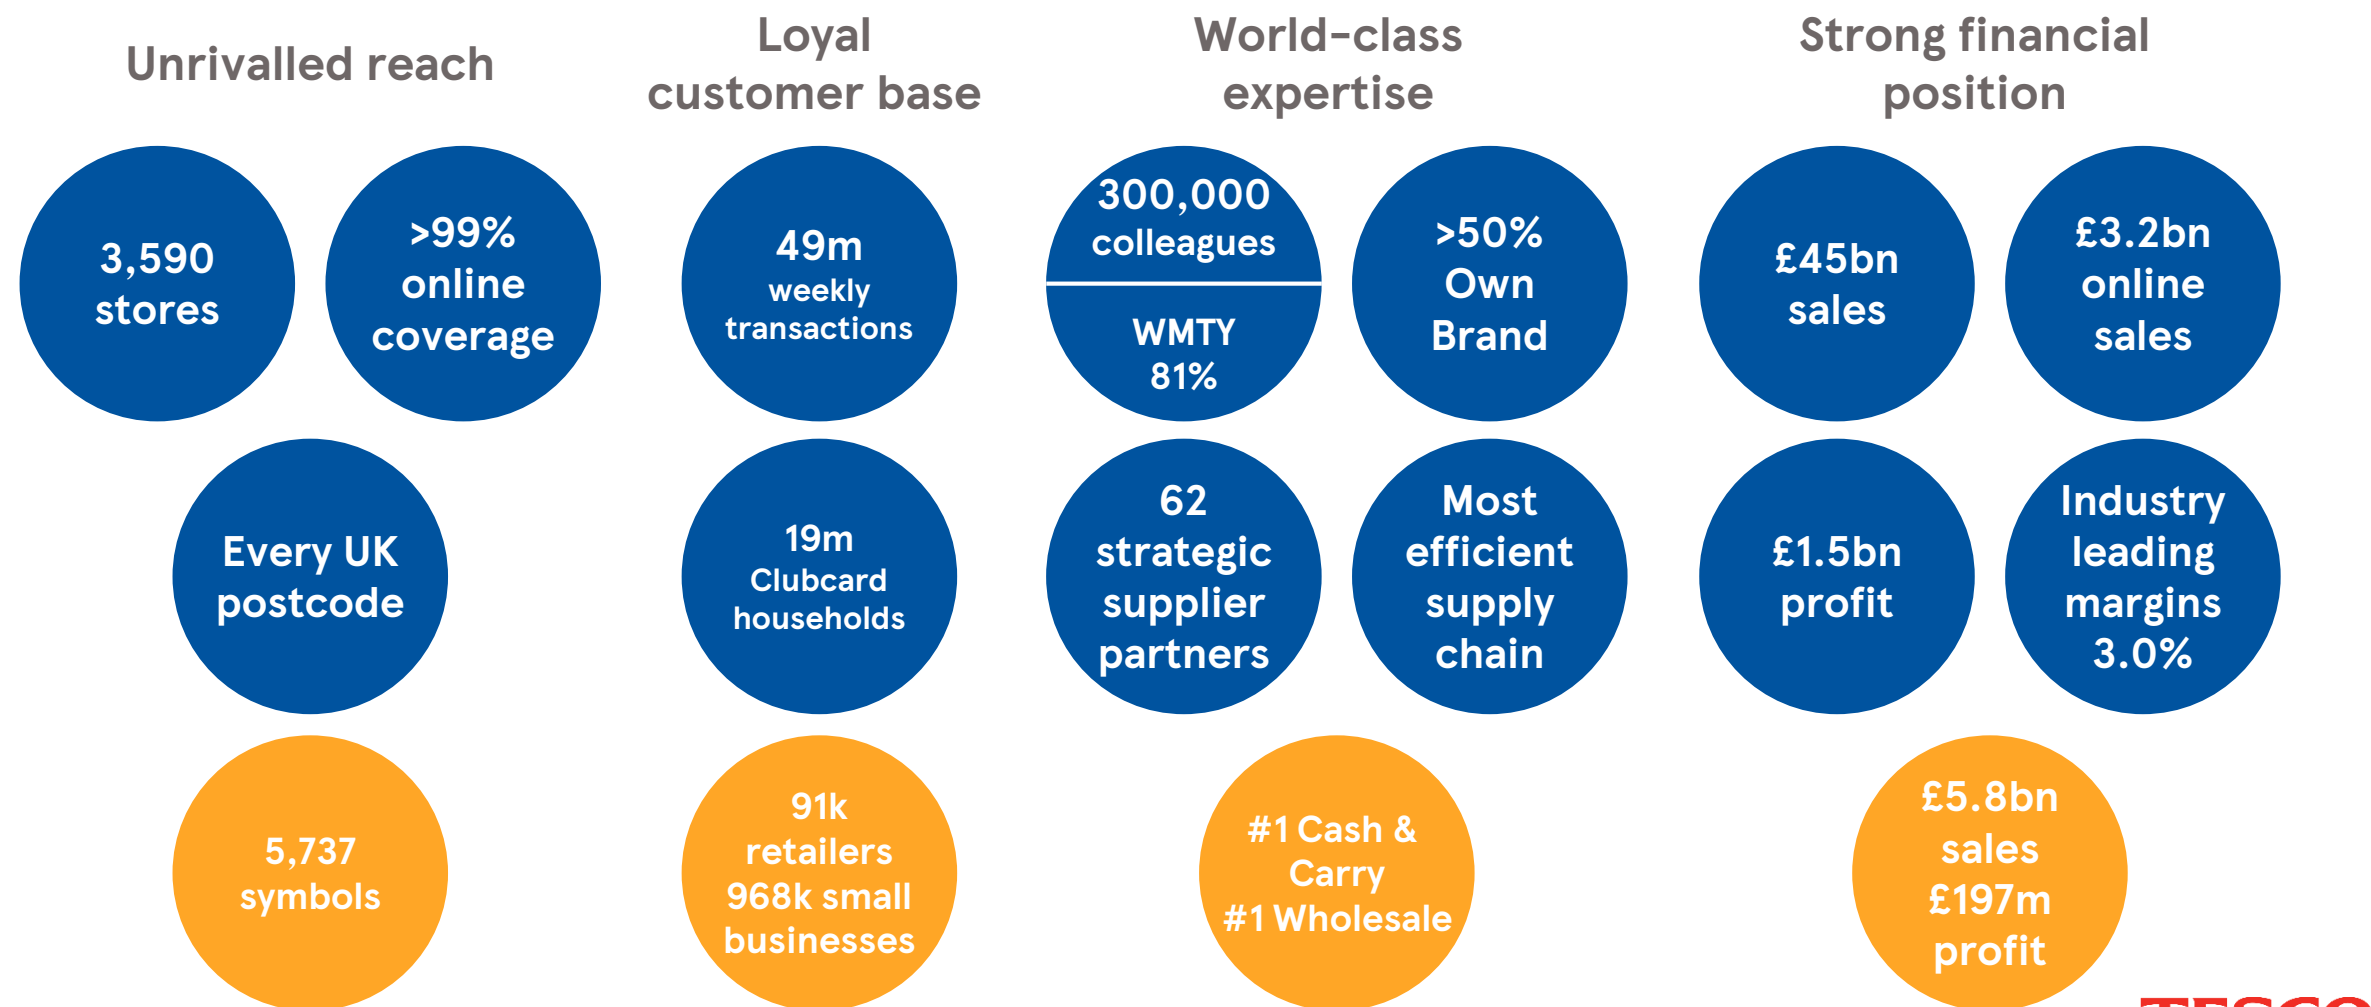 Unrivalled reach
Loyal
customer base
World-class
expertise
Strong financial
position
3,590
stores
>99%
online
coverage
49m
weekly
transactions
300,000
colleagues
WMTY
81%
>50%
Own
Brand
£45bn
sales
£3.2bn
online
sales
Every UK
postcode
19m
Clubcard
households
62
strategic
supplier
partners
Most
efficient
supply
chain
£1.5bn
profit
Industry
leading
margins
3.0%
5,737
symbols
91k
retailers
968k small
businesses
#1 Cash &
Carry
#1 Wholesale
£5.8bn
sales
£197m
profit
TESCO